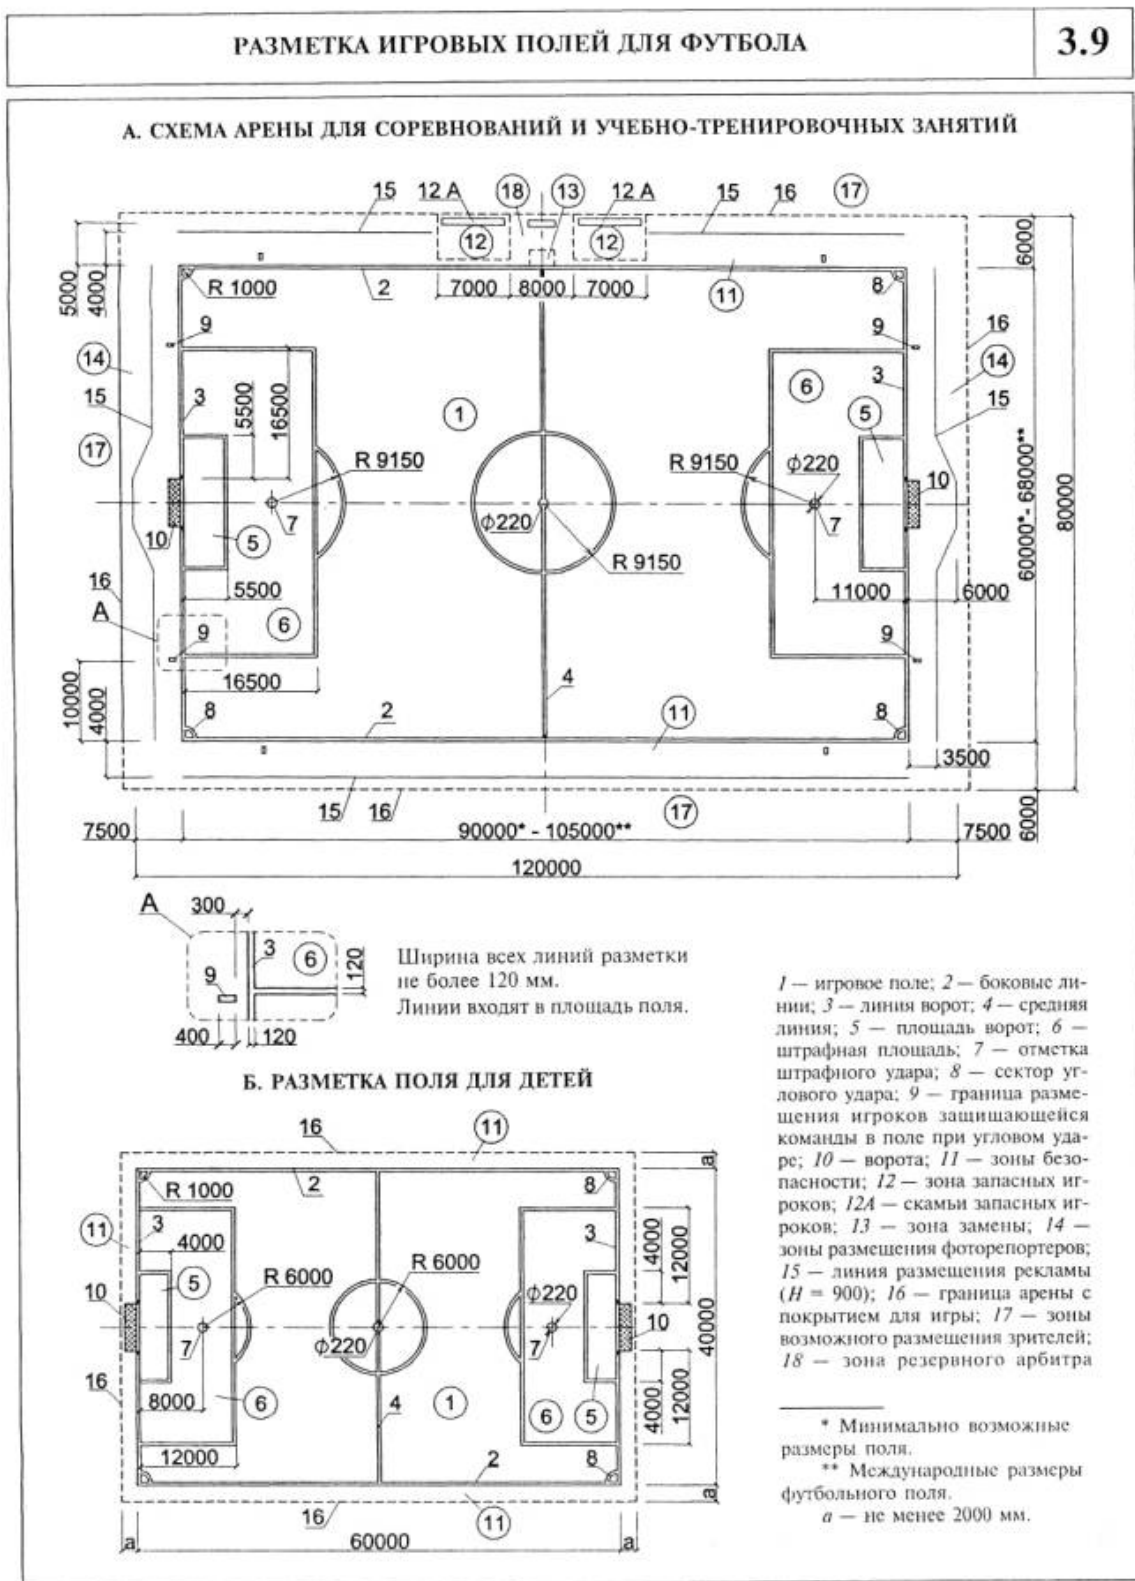 РАЗМЕТКА ИГРОВЫХ ПОЛЕЙ ДЛЯ ФУТБОЛА
3.9
А. СХЕМА АРЕНЫ ДЛЯ СОРЕВНОВАНИЙ И УЧЕБНО-ТРЕНИРОВОЧНЫХ ЗАНЯТИЙ
15 12 А 18 13 12 А 15 16 17
12 12
6000
5000 4000
R 1000 2 7000 8000 7000 11 8
9 9 16
14 3 5500 16500 1 6 3 14
15 5 15
17 R 9150 R 9150 ф220 10
7 ф220 7
10 5 R 9150
60000*- 68000** 80000
16 5500 11000 6000
А 9 6 9
10000 4000
16500 4
8 2 11 8
3500
15 16 17
6000
7500 90000* - 105000** 7500
120000
А 300
3 6 120
9
400 120
Ширина всех линий разметки
не более 120 мм.
Линии входят в площадь поля.
Б. РАЗМЕТКА ПОЛЯ ДЛЯ ДЕТЕЙ
16 11
а
R 1000 2 8
11 3 4000 3 4000 12000
5 R 6000 R 6000
10 ф220 10
7 ф220 7
40000
16 8000 6 4 1 6 5 4000 12000
12000 2 8
а
16 11
а 60000 а
1 — игровое поле; 2 — боковые ли-
нии; 3 — линия ворот; 4 — средняя
линия; 5 — площадь ворот; 6 —
штрафная площадь; 7 — отметка
штрафного удара; 8 — сектор уг-
лового удара; 9 — граница разме-
щения игроков защищающейся
команды в поле при угловом уда-
ре; 10 — ворота; 11 — зоны безо-
пасности; 12 — зона запасных иг-
роков; 12А — скамьи запасных иг-
роков; 13 — зона замены; 14 —
зоны размещения фоторепортеров;
15 — линия размещения рекламы
(H = 900); 16 — граница арены с
покрытием для игры; 17 — зоны
возможного размещения зрителей;
18 — зона резервного арбитра
* Минимально возможные
размеры поля.
** Международные размеры
футбольного поля.
а — не менее 2000 мм.